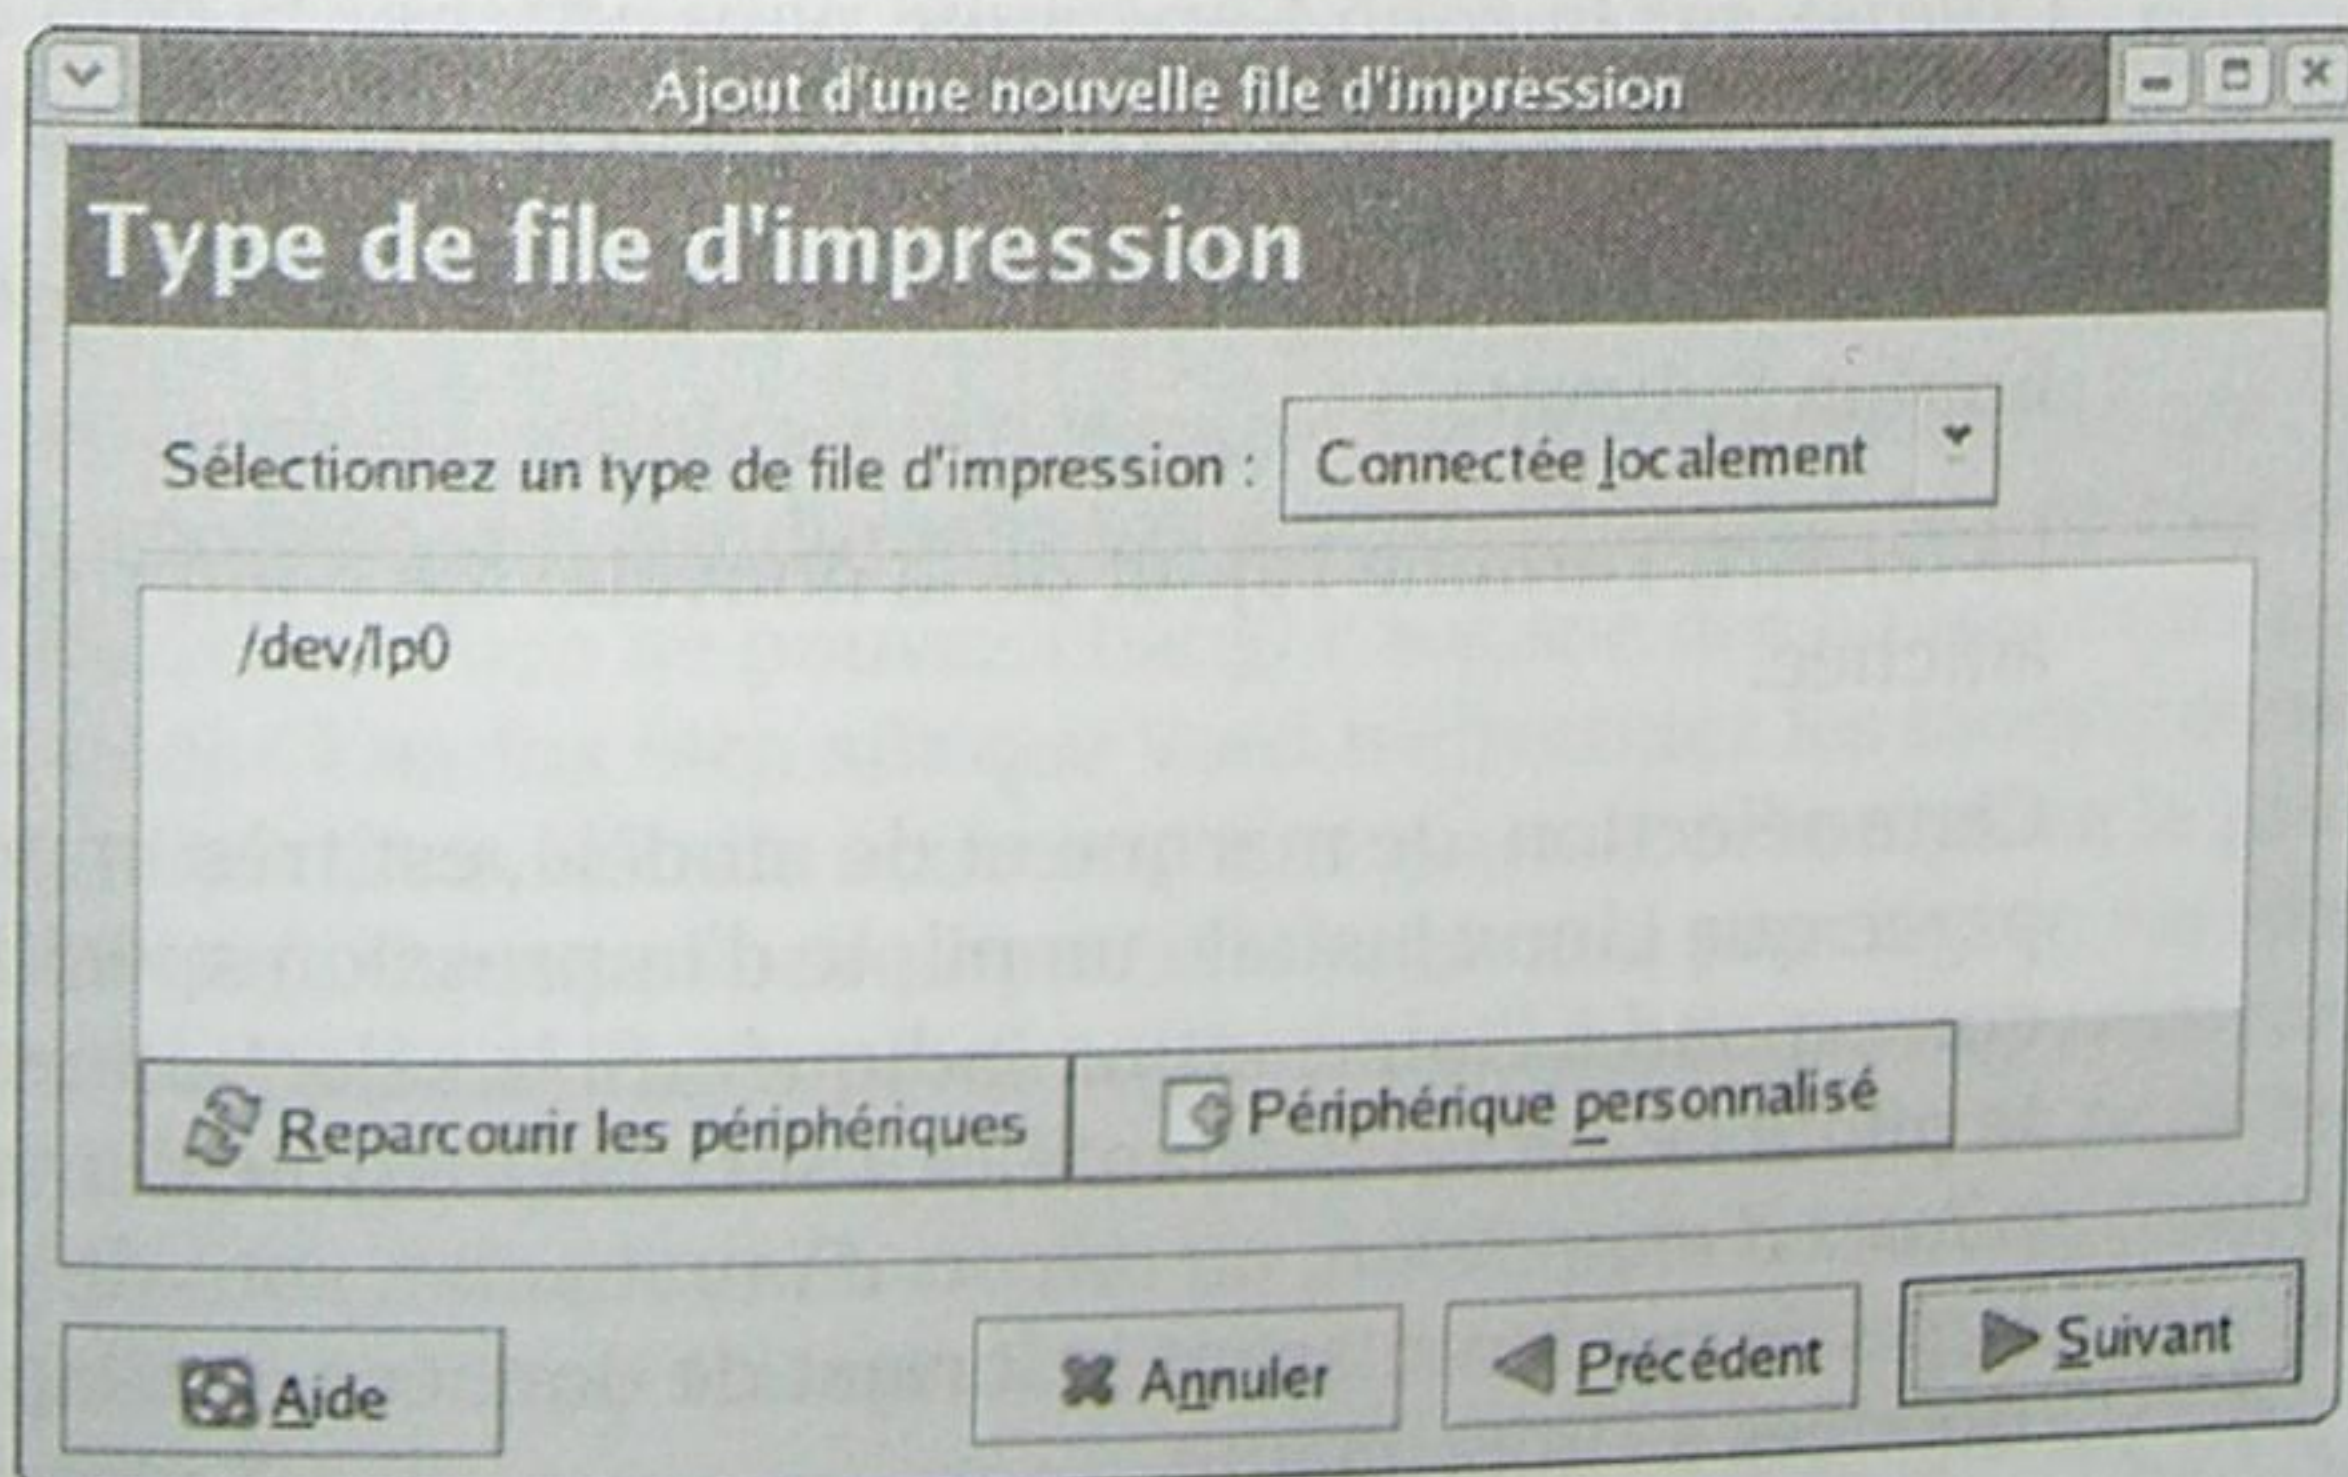 Ajout d'une nouvelle file d'impression
Type de file d'impression
Sélectionnez un type de file d'impression : Connectée localement
/dev/lp0
Reparcourir les périphériques Périphérique personnalisé
Aide Annuler Précédent Suivant